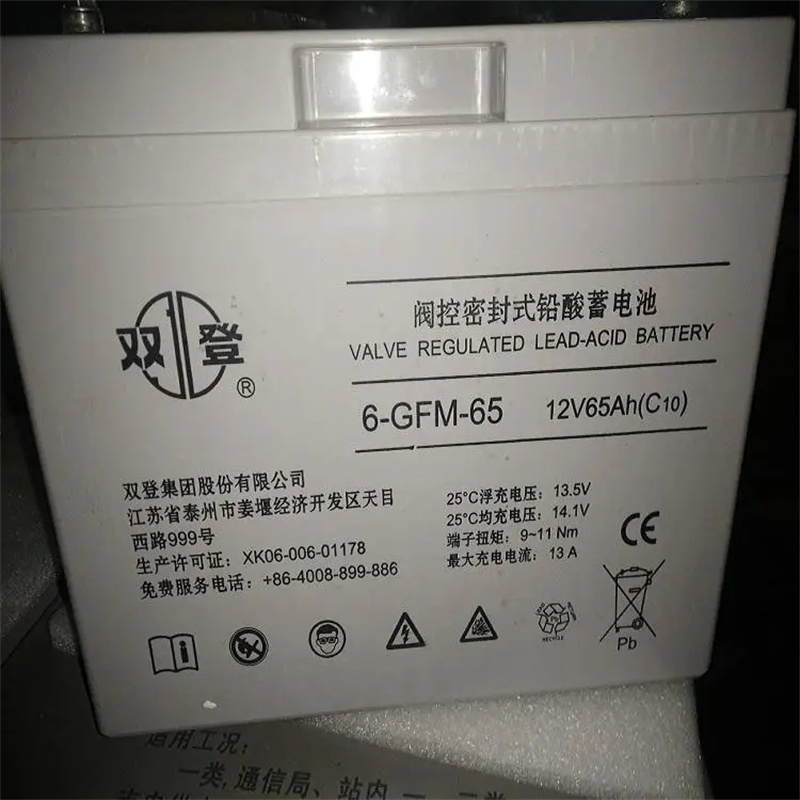 双登®
阀控密封式铅酸蓄电池
VALVE REGULATED LEAD-ACID BATTERY
6-GFM-65 12V65Ah(C10)
双登集团股份有限公司
江苏省泰州市姜堰经济开发区天目
西路999号
生产许可证：XK06-006-01178
免费服务电话：+86-4008-899-886
25°C浮充电压：13.5V
25°C均充电压：14.1V
端子扭矩：9~11 Nm
最大充电电流：13 A
CE
Pb
RECYCLE
Pb
适用工况：
一类,通信局、站内